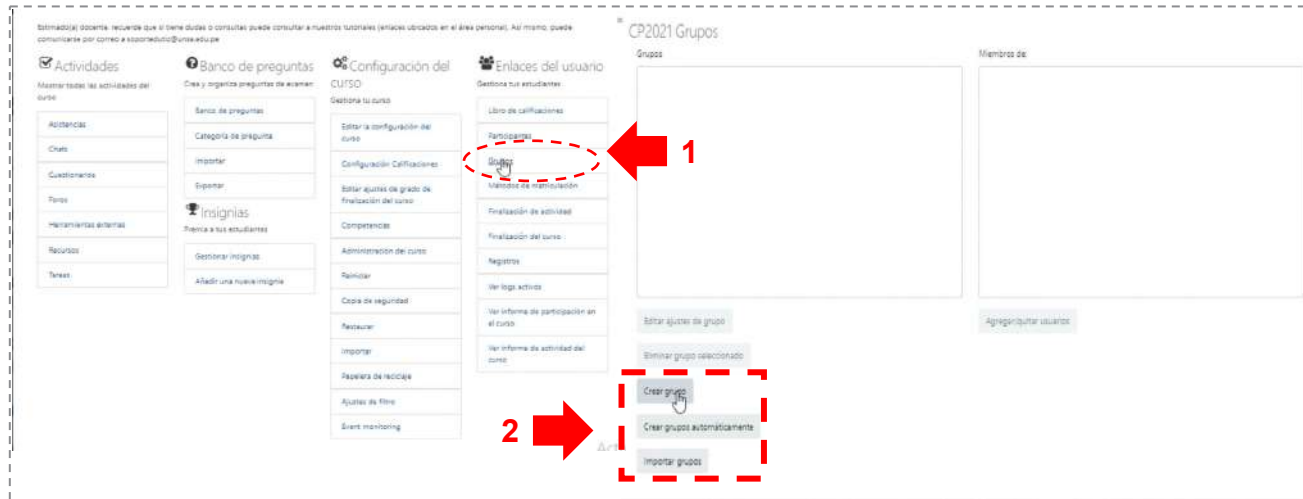 Estimado(a) docente, recuerde que si tiene dudas o consultas puede consultar a nuestros tutoriales (enlaces ubicados en el área personal). Así mismo, puede
comunicarse por correo a soportedutic@unsa.edu.pe
Actividades
Mostrar todas las actividades del
curso
Asistencias
Chats
Cuestionarios
Foros
Herramientas externas
Recursos
Tareas
Banco de preguntas
Crea y organiza preguntas de examen
Banco de preguntas
Categoría de pregunta
Importar
Exportar
Insignias
Premia a tus estudiantes
Gestionar insignias
Añadir una nueva insignia
Configuración del
curso
Gestiona tu curso
Editar la configuración del
curso
Configuración Calificaciones
Editar ajustes de grado de
finalización del curso
Competencias
Administración del curso
Reiniciar
Copia de seguridad
Restaurar
Importar
Papelera de reciclaje
Ajustes de filtro
Event monitoring
Enlaces del usuario
Gestiona tus estudiantes
Libro de calificaciones
Participantes
Grupos
Métodos de matriculación
Finalización de actividad
Finalización del curso
Registros
Ver logs activos
Ver informe de participación en
el curso
Ver informe de actividad del
curso
1
2
Act
CP2021 Grupos
Grupos
Miembros de:
Editar ajustes de grupo
Agregar/quitar usuarios
Eliminar grupo seleccionado
Crear grupo
Crear grupos automáticamente
Importar grupos